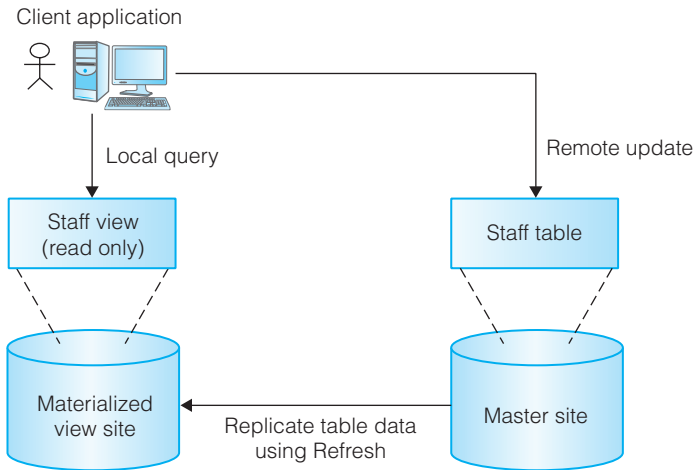 Client application
Local query
Remote update
Staff view
(read only)
Staff table
Materialized
view site
Replicate table data
using Refresh
Master site